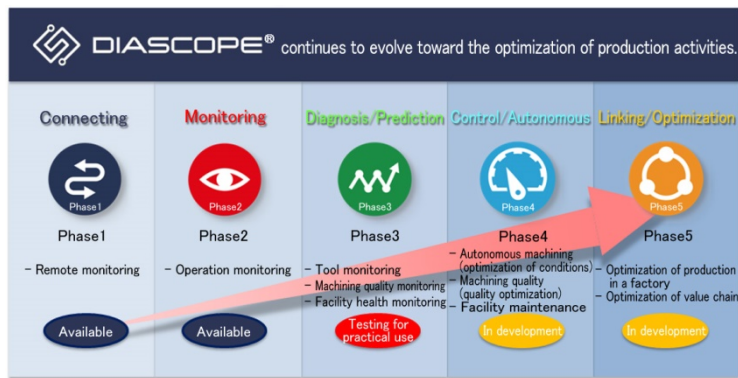 DIASCOPE® continues to evolve toward the optimization of production activities.
Connecting
Phase1
Phase1
- Remote monitoring
Available
Monitoring
Phase2
Phase2
- Operation monitoring
Available
Diagnosis/Prediction
Phase3
Phase3
- Tool monitoring
- Machining quality monitoring
- Facility health monitoring
Testing for
practical use
Control/Autonomous
Phase4
Phase4
- Autonomous machining
(optimization of conditions)
- Machining quality
(quality optimization)
- Facility maintenance
In development
Linking/Optimization
Phase5
Phase5
- Optimization of production
in a factory
- Optimization of value chain
In development